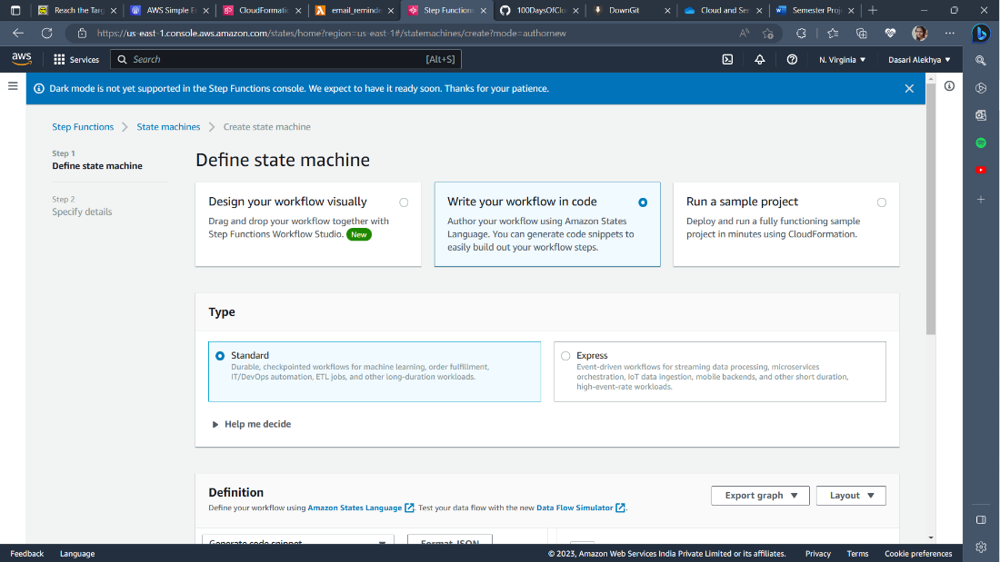 Reach the Targ
AWS Simple E
CloudFormatio
email_reminde
Step Function
100DaysOfClo
DownGit
Cloud and Ser
Semester Proj
https://us-east-1.console.aws.amazon.com/states/home?region=us-east-1#/statemachines/create?mode=authornew
aws
Services
Search
[Alt+S]
N. Virginia
Dasari Alekhya
Dark mode is not yet supported in the Step Functions console. We expect to have it ready soon. Thanks for your patience.
Step Functions
State machines
Create state machine
Step 1
Define state machine
Step 2
Specify details
Define state machine
Design your workflow visually
Drag and drop your workflow together with
Step Functions Workflow Studio. New
Write your workflow in code
Author your workflow using Amazon States
Language. You can generate code snippets to
easily build out your workflow steps.
Run a sample project
Deploy and run a fully functioning sample
project in minutes using CloudFormation.
Type
Standard
Durable, checkpointed workflows for machine learning, order fulfillment,
IT/DevOps automation, ETL jobs, and other long-duration workloads.
Express
Event-driven workflows for streaming data processing, microservices
orchestration, IoT data ingestion, mobile backends, and other short duration,
high-event-rate workloads.
Help me decide
Definition
Define your workflow using Amazon States Language. Test your data flow with the new Data Flow Simulator.
Export graph
Layout
Generate code snippet
Format JSON
Feedback
Language
© 2023, Amazon Web Services India Private Limited or its affiliates.
Privacy
Terms
Cookie preferences